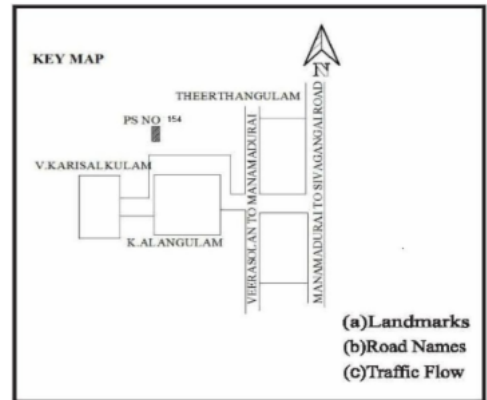 KEY MAP
N
THEERTHANGULAM
PS NO 154
V.KARISALKULAM
K.ALANGULAM
VEERASOLAN TO MANAMADURAI
MANAMADURAI TO SIVAGANGAI ROAD
(a)Landmarks
(b)Road Names
(c)Traffic Flow